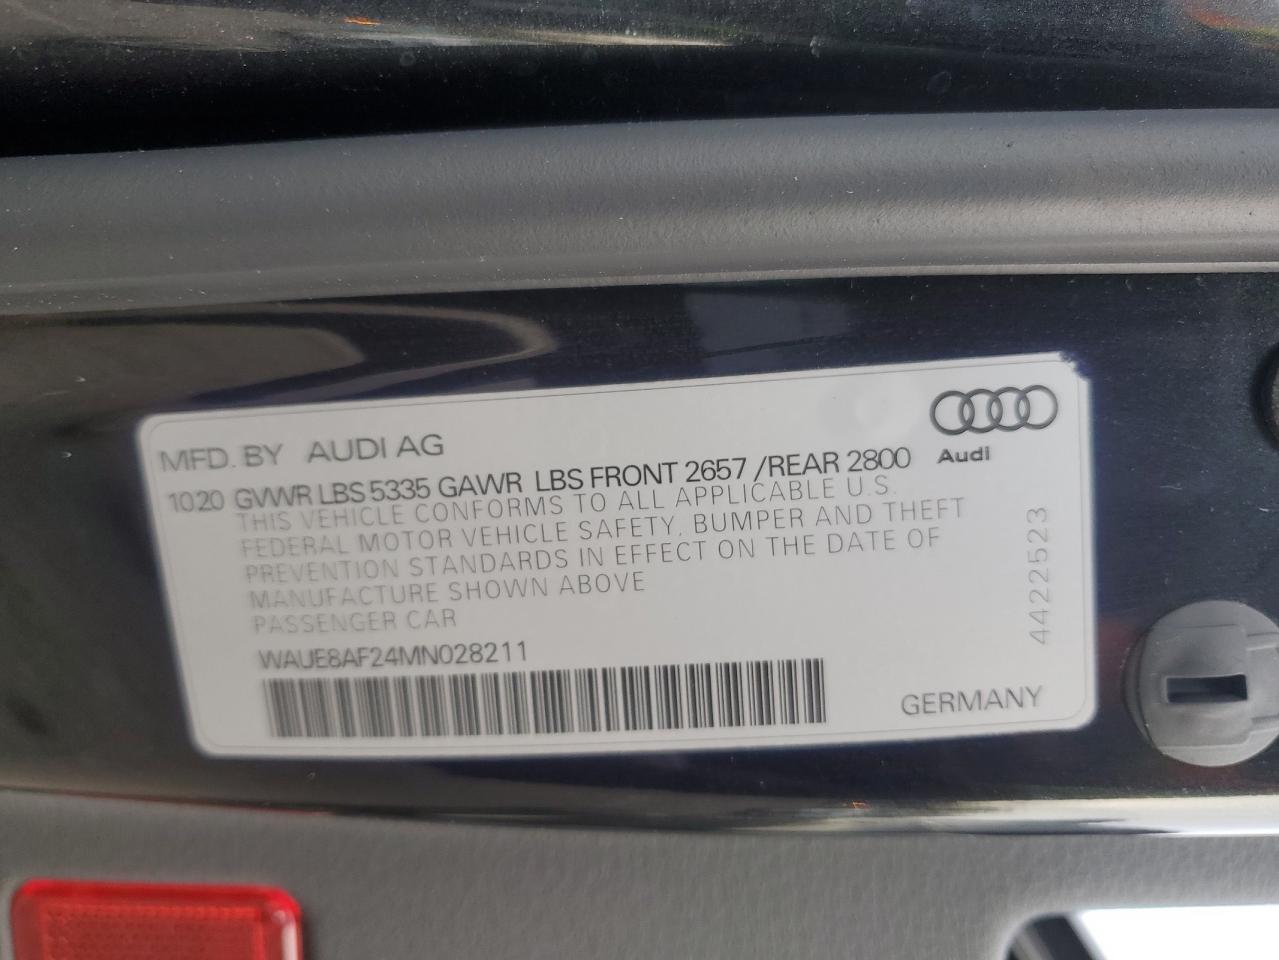 MFD. BY AUDI AG
Audi
1020 GVWR LBS 5335 GAWR LBS FRONT 2657 /REAR 2800
THIS VEHICLE CONFORMS TO ALL APPLICABLE U.S.
FEDERAL MOTOR VEHICLE SAFETY, BUMPER AND THEFT
PREVENTION STANDARDS IN EFFECT ON THE DATE OF
MANUFACTURE SHOWN ABOVE
PASSENGER CAR
WAUE8AF24MN028211
GERMANY
4422523